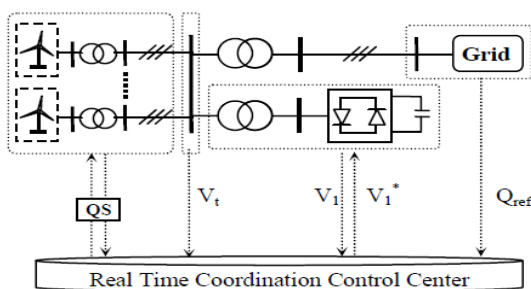 Grid
QS
V_t
V_1
V_1*
Q_ref
Real Time Coordination Control Center